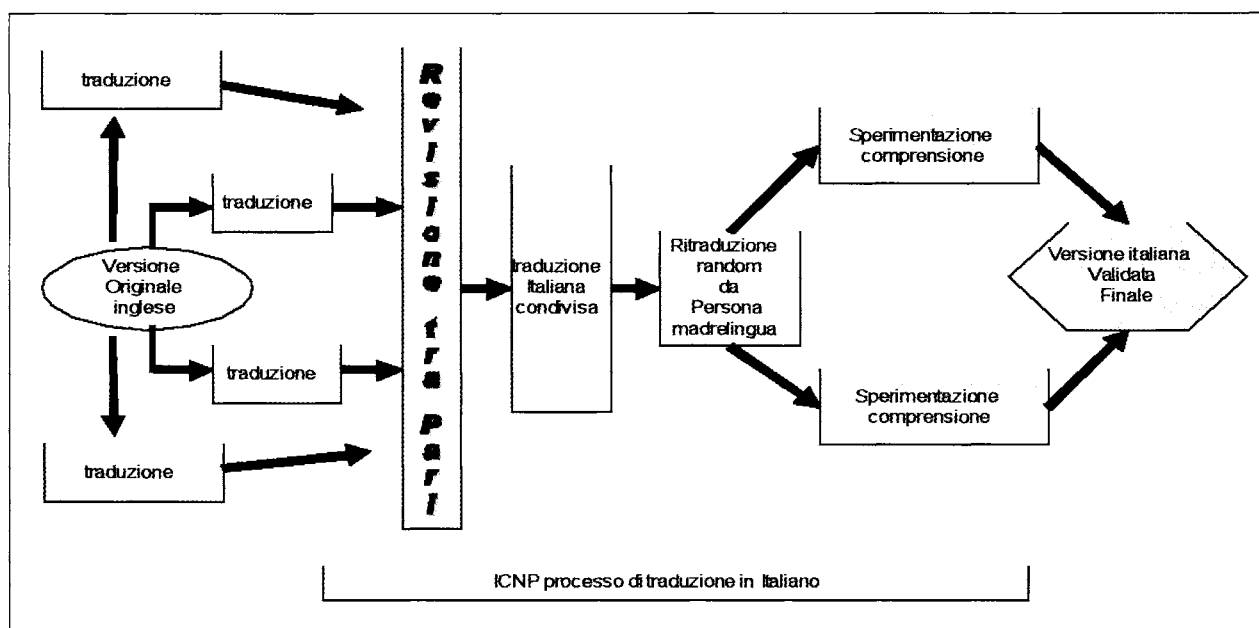 traduzione
traduzione
Versione
Originale
inglese
traduzione
traduzione
Revisione tra Pari
traduzione
Italiana
condivisa
Ritraduzione
random
da
Persona
madrelingua
Sperimentazione
comprensione
Sperimentazione
comprensione
Versione italiana
Validata
Finale
ICNP processo di traduzione in Italiano